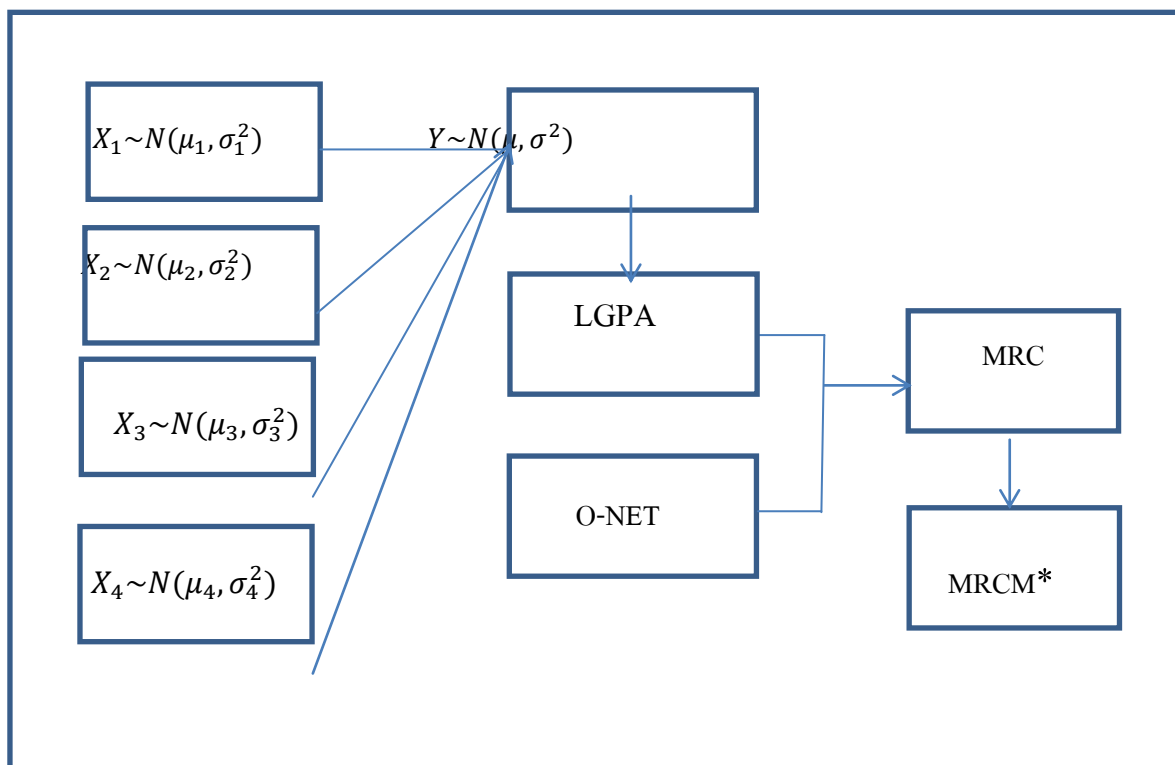 X₁~N(μ₁,σ₁²)
Y~N(μ,σ²)
X₂~N(μ₂,σ₂²)
X₃~N(μ₃,σ₃²)
X₄~N(μ₄,σ₄²)
LGPA
O-NET
MRC
MRCM*